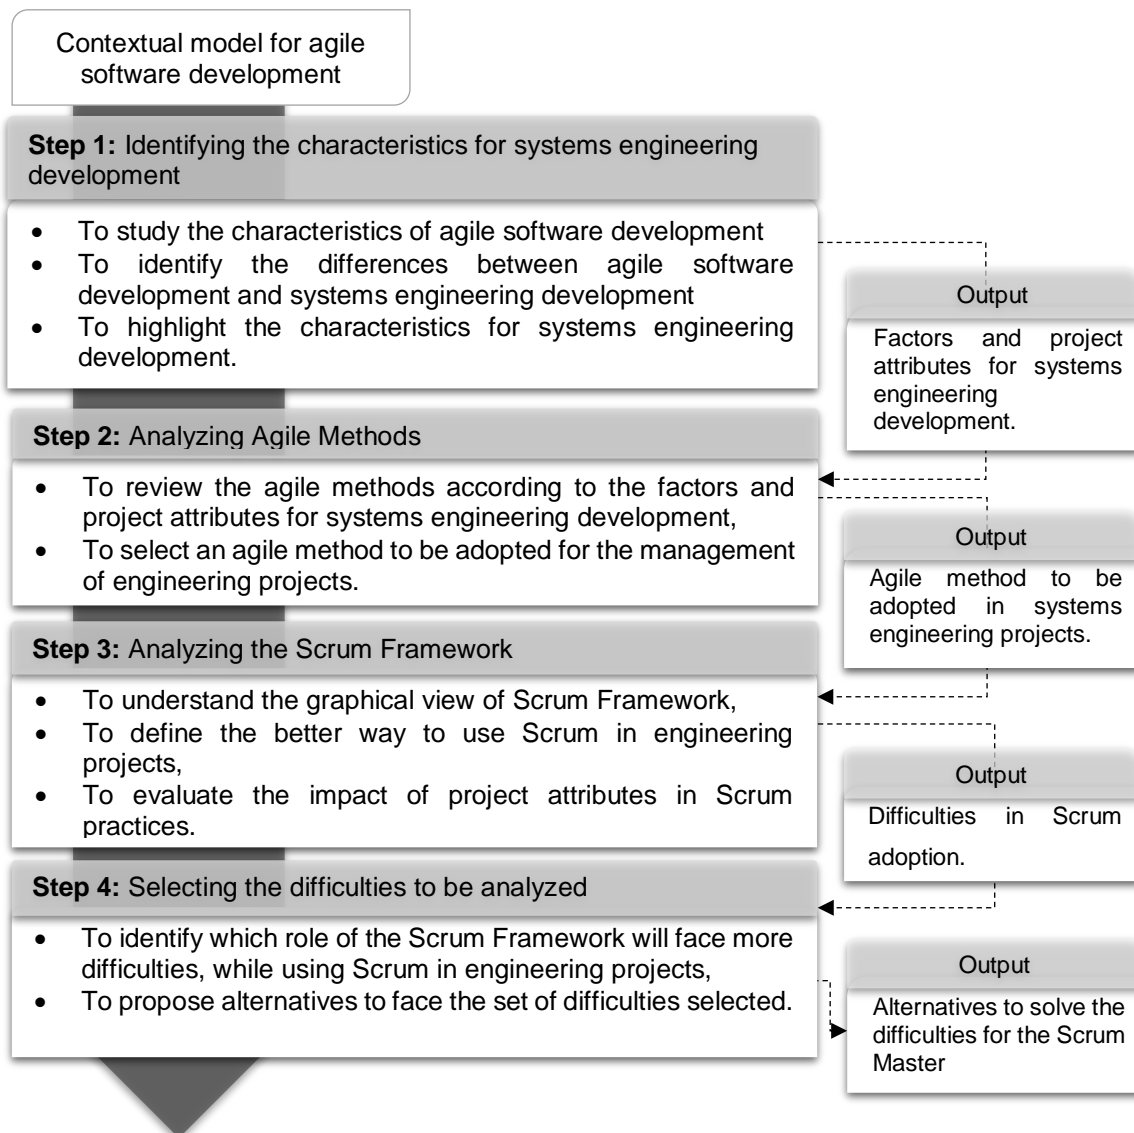 Contextual model for agile
software development
Step 1: Identifying the characteristics for systems engineering
development
• To study the characteristics of agile software development
• To identify the differences between agile software
development and systems engineering development
• To highlight the characteristics for systems engineering
development.
Output
Factors and project
attributes for systems
engineering
development.
Step 2: Analyzing Agile Methods
• To review the agile methods according to the factors and
project attributes for systems engineering development,
• To select an agile method to be adopted for the management
of engineering projects.
Output
Agile method to be
adopted in systems
engineering projects.
Step 3: Analyzing the Scrum Framework
• To understand the graphical view of Scrum Framework,
• To define the better way to use Scrum in engineering
projects,
• To evaluate the impact of project attributes in Scrum
practices.
Output
Difficulties in Scrum
adoption.
Step 4: Selecting the difficulties to be analyzed
• To identify which role of the Scrum Framework will face more
difficulties, while using Scrum in engineering projects,
• To propose alternatives to face the set of difficulties selected.
Output
Alternatives to solve the
difficulties for the Scrum
Master